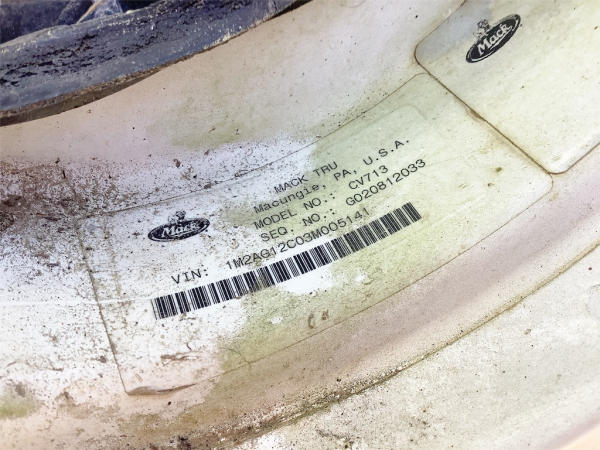 Mack
MACK TRU
Macungie, PA, U.S.A.
MODEL NO.: CV713
SEQ. NO.: G020812033
Mack
VIN: 1M2AG12C03M005141